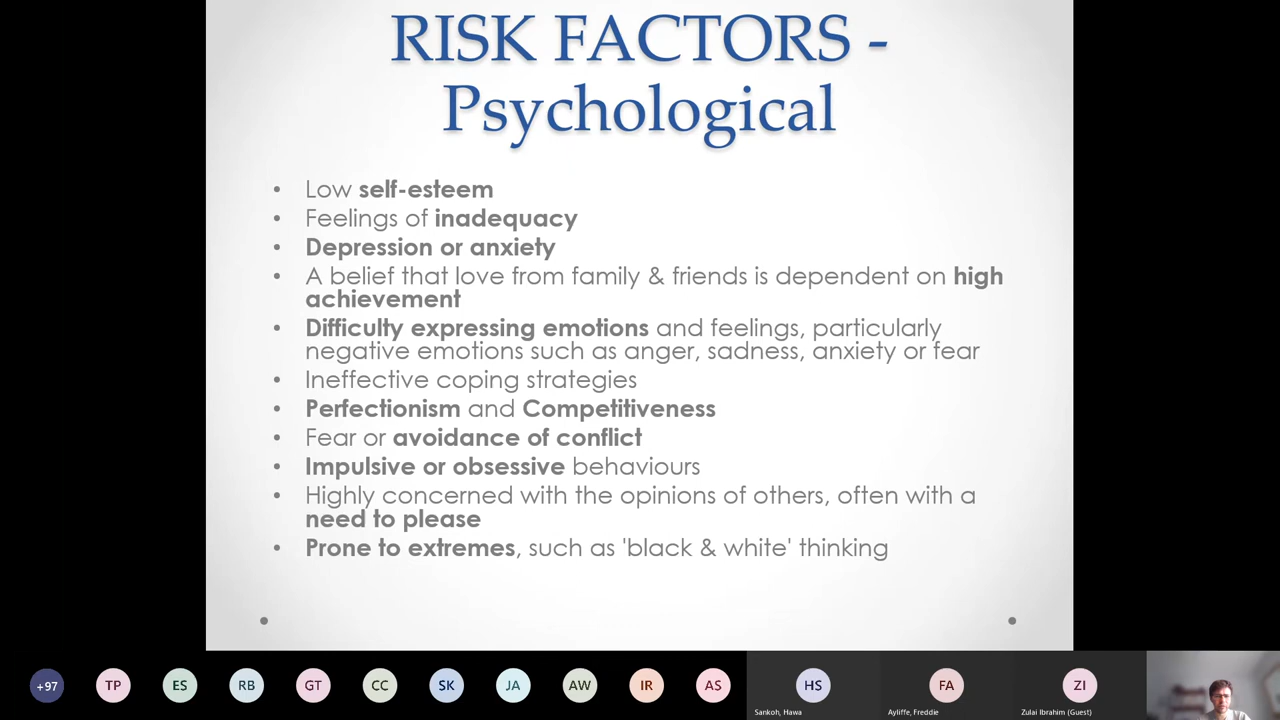 RISK FACTORS -
Psychological
• Low self-esteem
• Feelings of inadequacy
• Depression or anxiety
• A belief that love from family & friends is dependent on high
achievement
• Difficulty expressing emotions and feelings, particularly
negative emotions such as anger, sadness, anxiety or fear
• Ineffective coping strategies
• Perfectionism and Competitiveness
• Fear or avoidance of conflict
• Impulsive or obsessive behaviours
• Highly concerned with the opinions of others, often with a
need to please
• Prone to extremes, such as 'black & white' thinking
+97 TP ES RB GT CC SK JA AW IR AS HS FA ZI
Sankoh, Hawa Ayliffe, Freddie Zulai Ibrahim (Guest)